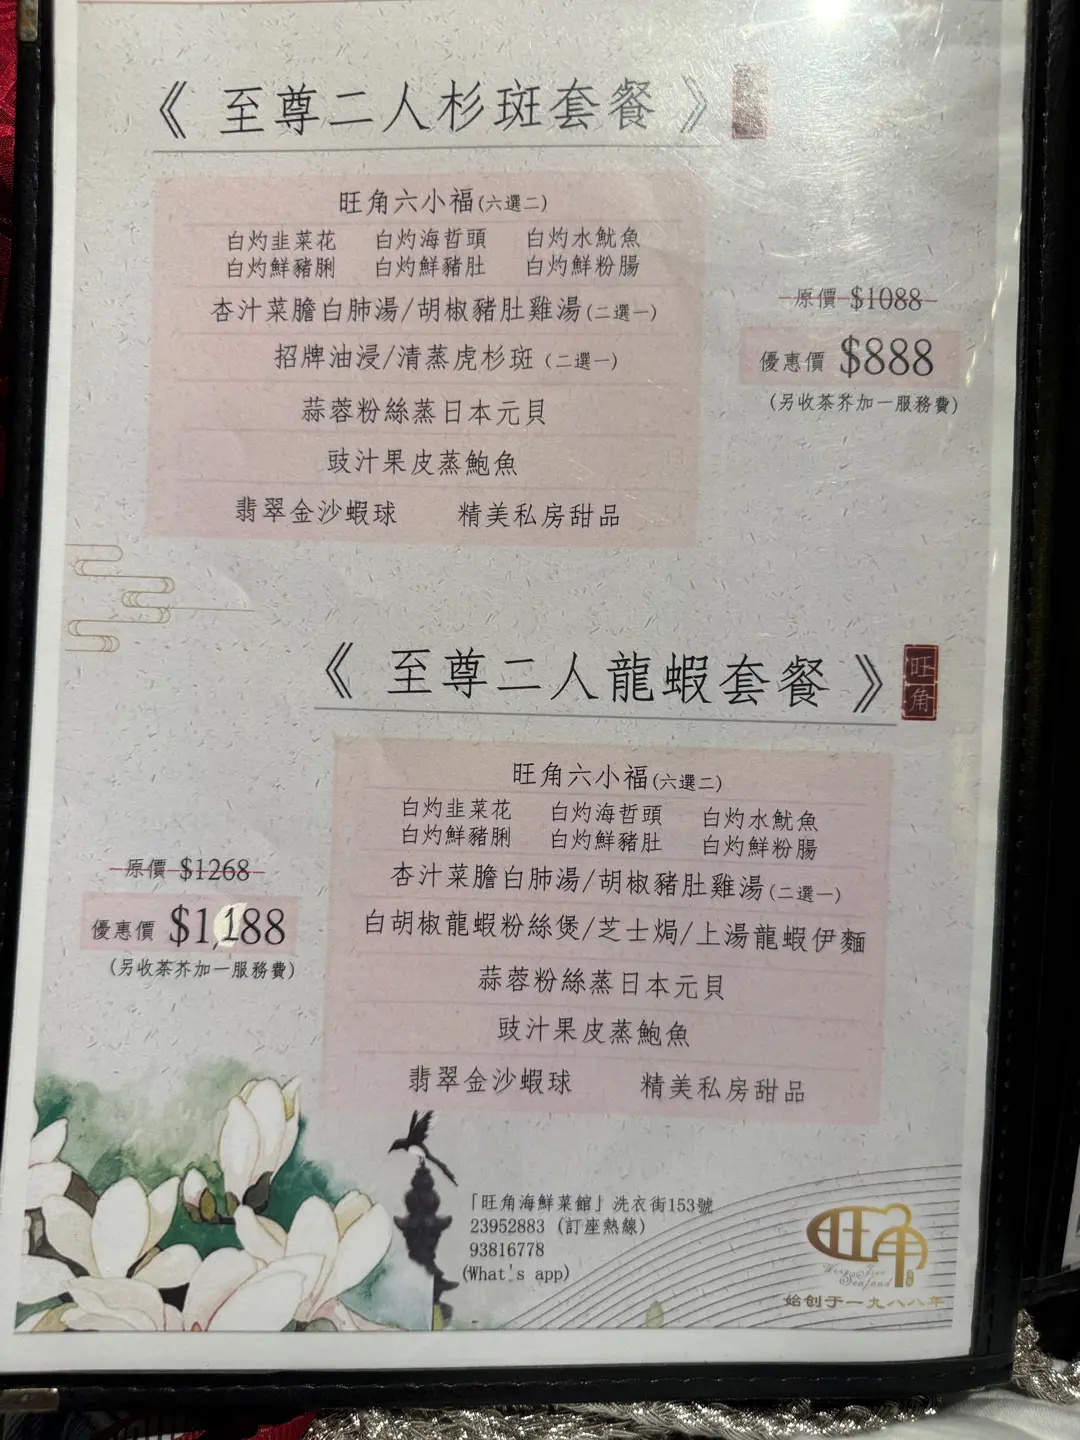 《 至尊二人杉斑套餐 》
旺角六小福(六選二)
白灼韭菜花 白灼海哲頭 白灼水魷魚
白灼鮮豬脷 白灼鮮豬肚 白灼鮮粉腸
杏汁菜膽白肺湯/胡椒豬肚雞湯(二選一)
招牌油浸/清蒸虎杉斑 (二選一)
蒜蓉粉絲蒸日本元貝
豉汁果皮蒸鮑魚
翡翠金沙蝦球 精美私房甜品
原價 $1088
優惠價 $888
(另收茶芥加一服務費)
《 至尊二人龍蝦套餐 》
旺角
旺角六小福(六選二)
白灼韭菜花 白灼海哲頭 白灼水魷魚
白灼鮮豬脷 白灼鮮豬肚 白灼鮮粉腸
杏汁菜膽白肺湯/胡椒豬肚雞湯(二選一)
白胡椒龍蝦粉絲煲/芝士焗/上湯龍蝦伊麵
蒜蓉粉絲蒸日本元貝
豉汁果皮蒸鮑魚
翡翠金沙蝦球 精美私房甜品
原價 $1268
優惠價 $1,188
(另收茶芥加一服務費)
「旺角海鮮菜館」洗衣街153號
23952883 (訂座熱線)
93816778
(What's app)
旺角
Seafood
始创于一九八八年